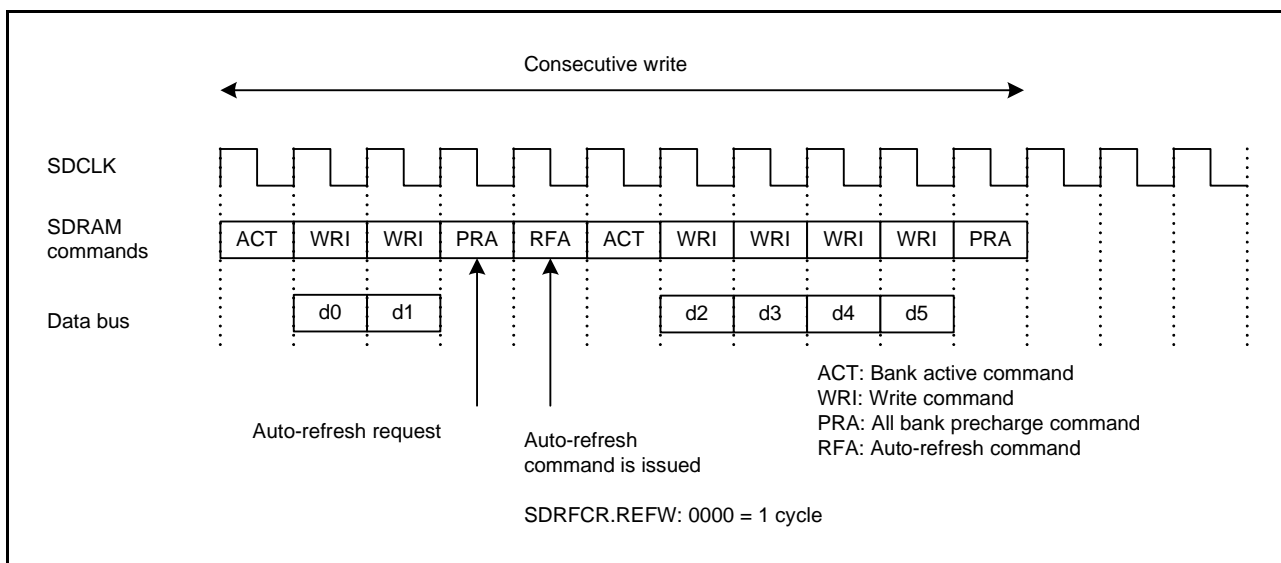 Consecutive write
SDCLK
SDRAM
commands
ACT WRI WRI PRA RFA ACT WRI WRI WRI WRI PRA
Data bus
d0 d1 d2 d3 d4 d5
ACT: Bank active command
WRI: Write command
PRA: All bank precharge command
RFA: Auto-refresh command
Auto-refresh request
Auto-refresh
command is issued
SDRFCR.REFW: 0000 = 1 cycle